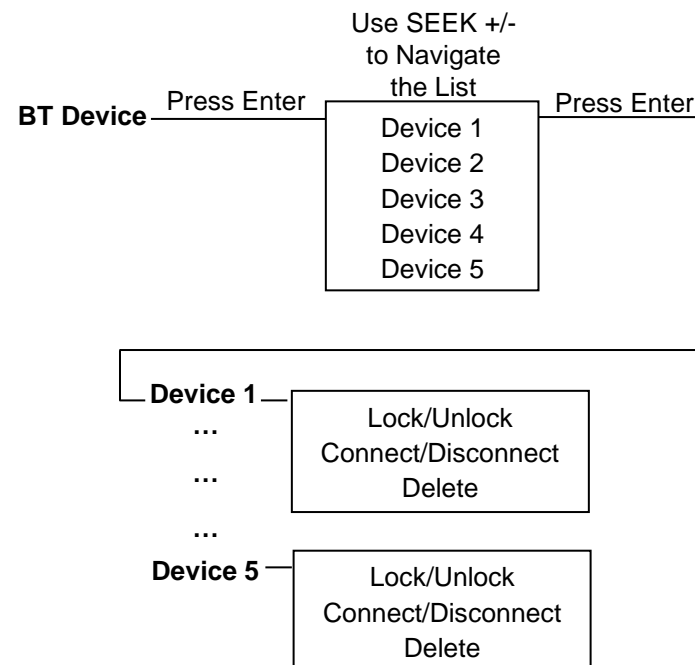 Use SEEK +/-
to Navigate
the List
BT Device
Press Enter
Press Enter
Device 1
Device 2
Device 3
Device 4
Device 5
Device 1
Lock/Unlock
Connect/Disconnect
Delete
...
...
...
Device 5
Lock/Unlock
Connect/Disconnect
Delete